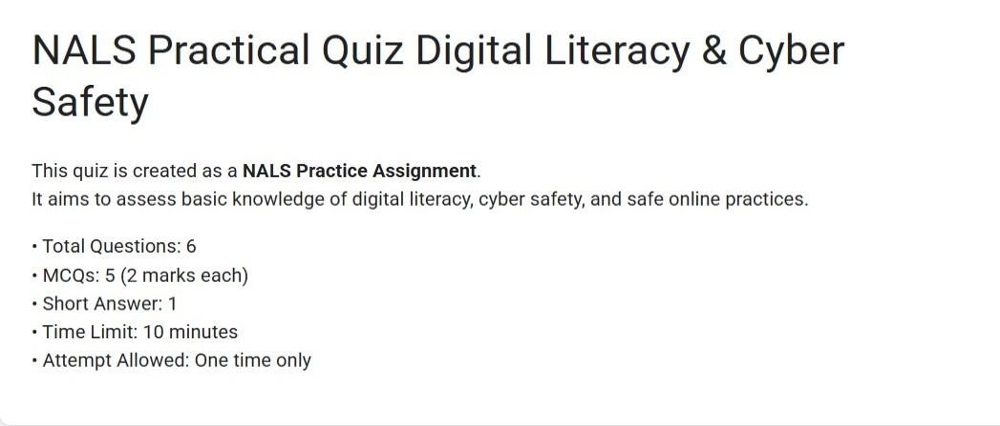 NALS Practical Quiz Digital Literacy & Cyber
Safety
This quiz is created as a NALS Practice Assignment.
It aims to assess basic knowledge of digital literacy, cyber safety, and safe online practices.
• Total Questions: 6
• MCQs: 5 (2 marks each)
• Short Answer: 1
• Time Limit: 10 minutes
• Attempt Allowed: One time only